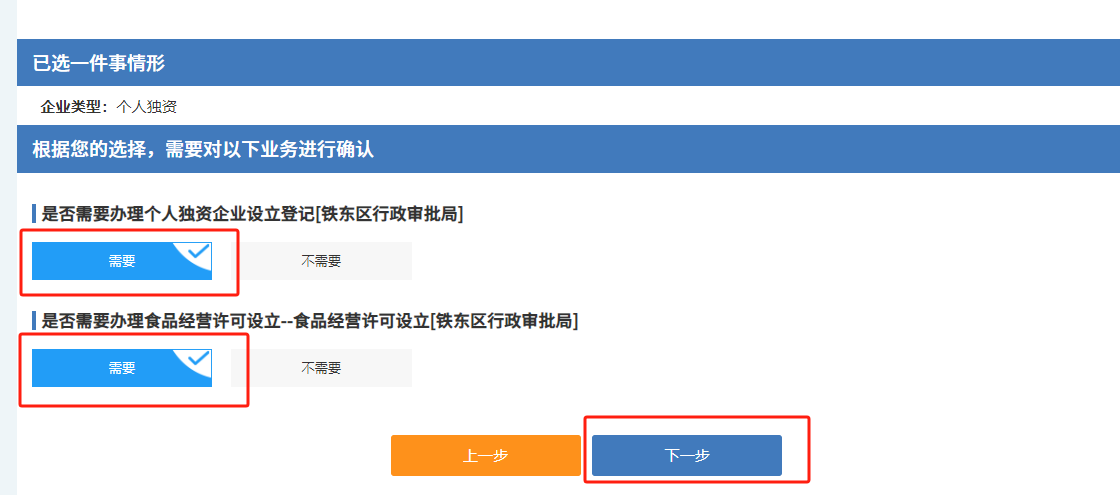 已选一件事情形
企业类型：个人独资
根据您的选择，需要对以下业务进行确认
是否需要办理个人独资企业设立登记[铁东区行政审批局]
需要 不需要
是否需要办理食品经营许可设立--食品经营许可设立[铁东区行政审批局]
需要 不需要
上一步 下一步